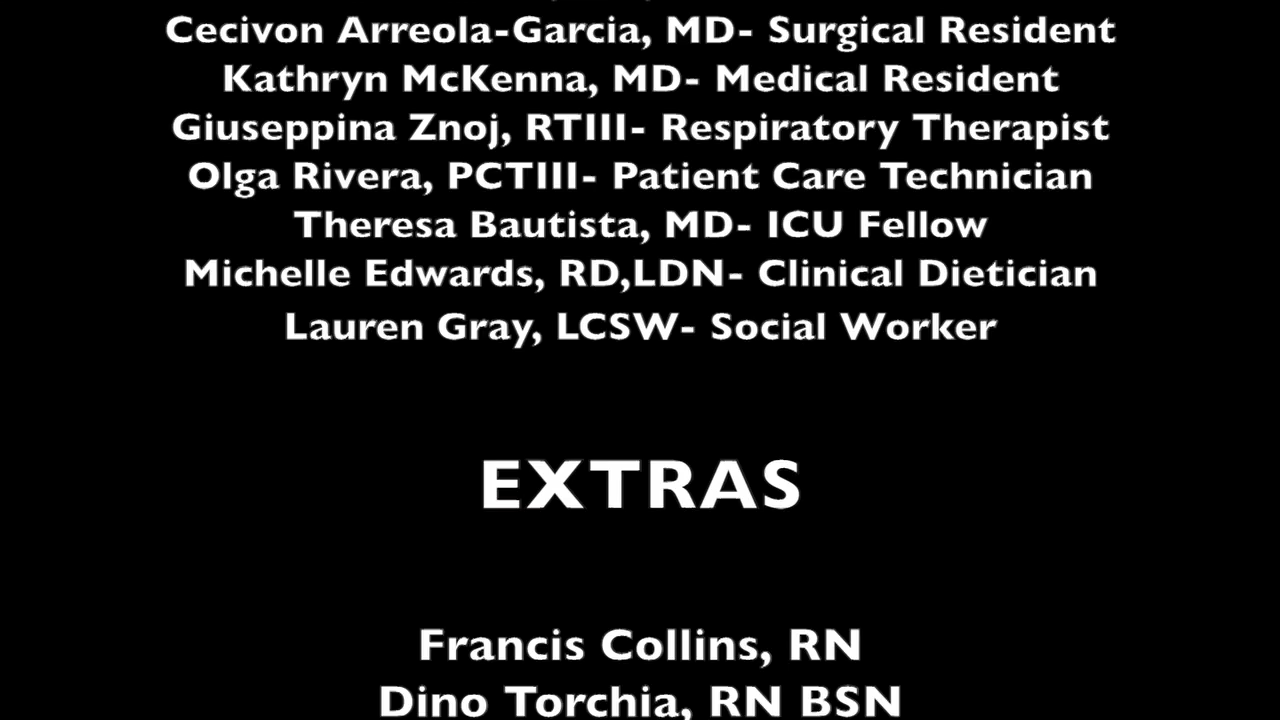 Cecivon Arreola-Garcia, MD- Surgical Resident
Kathryn McKenna, MD- Medical Resident
Giuseppina Znoj, RTIII- Respiratory Therapist
Olga Rivera, PCTIII- Patient Care Technician
Theresa Bautista, MD- ICU Fellow
Michelle Edwards, RD,LDN- Clinical Dietician
Lauren Gray, LCSW- Social Worker
EXTRAS
Francis Collins, RN
Dino Torchia, RN BSN